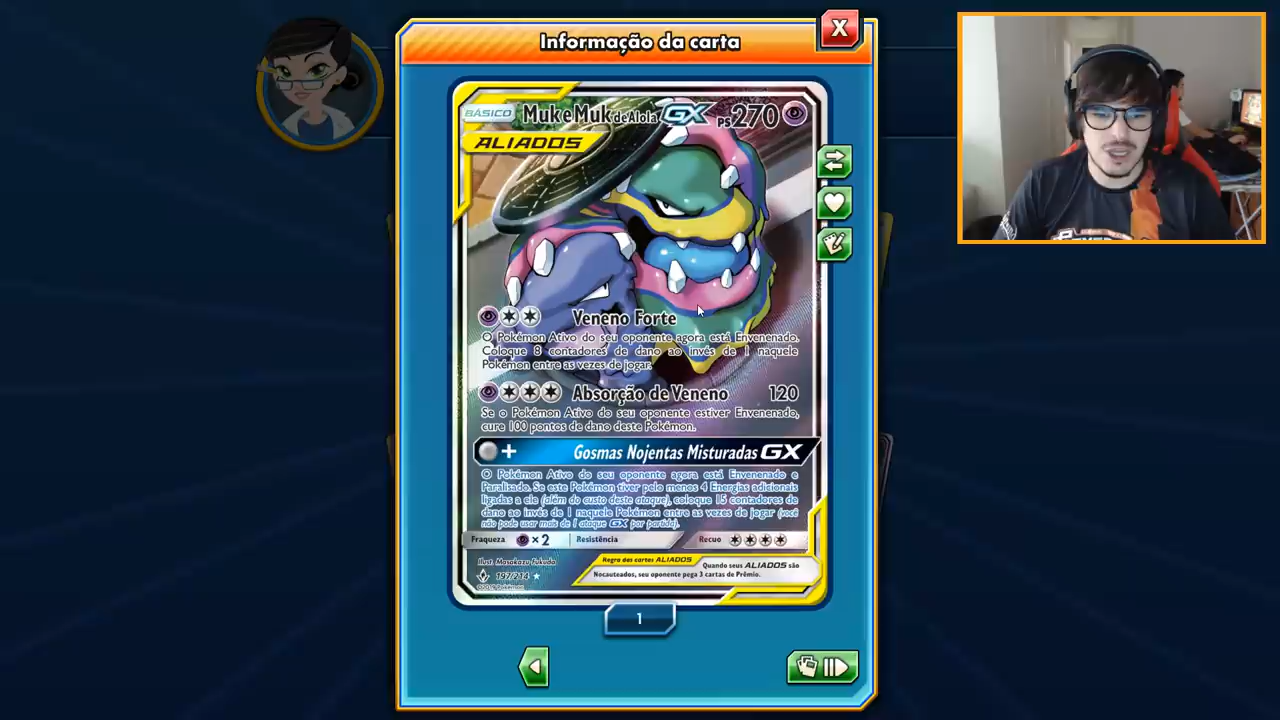 Informação da carta
X
BÁSICO Muk e Muk de Alola GX PS 270
ALIADOS
Veneno Forte
O Pokémon Ativo do seu oponente agora está Envenenado.
Coloque 8 contadores de dano ao invés de 1 naquele
Pokémon entre as vezes de jogar.
Absorção de Veneno 120
Se o Pokémon Ativo do seu oponente estiver Envenenado,
cure 100 pontos de dano deste Pokémon.
+ Gosmas Nojentas Misturadas GX
O Pokémon Ativo do seu oponente agora está Envenenado e
Paralisado. Se este Pokémon tiver pelo menos 4 Energias adicionais
ligadas a ele (além do custo deste ataque), coloque 15 contadores de
dano ao invés de 1 naquele Pokémon entre as vezes de jogar (você
não pode usar mais de 1 ataque GX por partida).
Fraqueza ×2 Resistência Recuo
Ilust. Masakazu Fukuda
Regra das cartas ALIADOS
Quando seus ALIADOS são
Nocauteados, seu oponente pega 3 cartas de Prêmio.
197/214
1